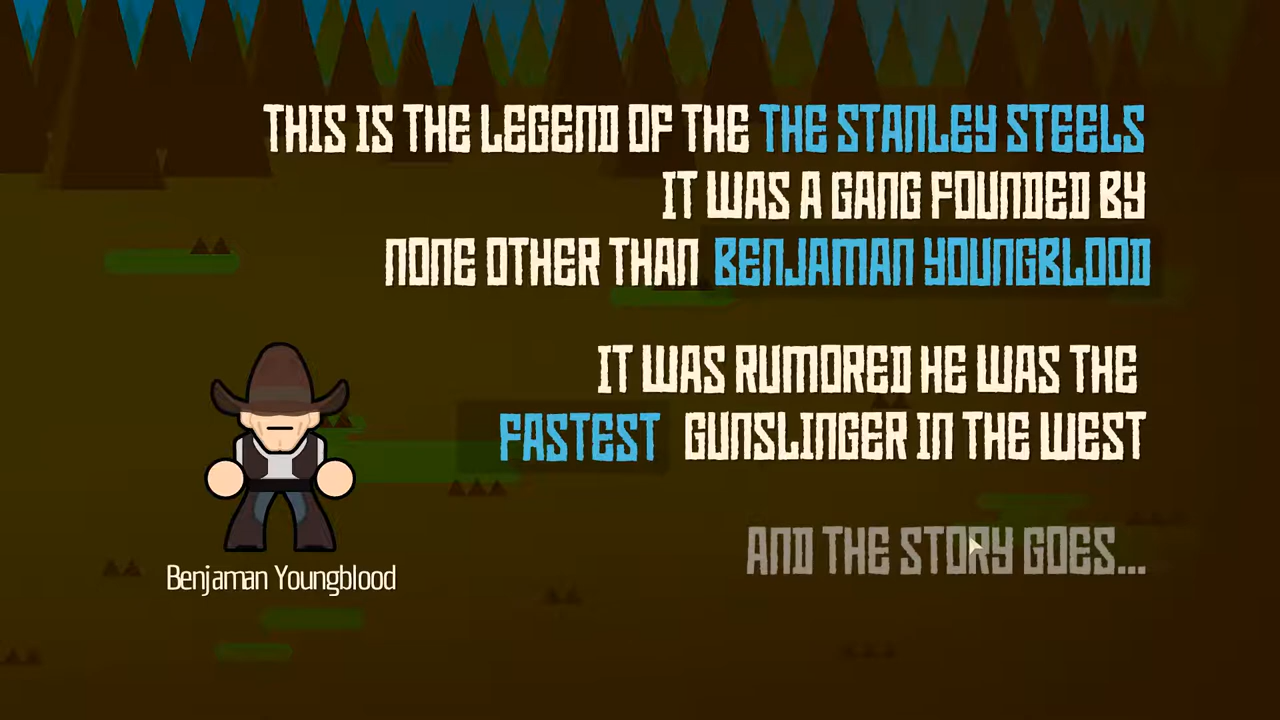 THIS IS THE LEGEND OF THE THE STANLEY STEELS
IT WAS A GANG FOUNDED BY
NONE OTHER THAN BENJAMAN YOUNGBLOOD
IT WAS RUMORED HE WAS THE
FASTEST GUNSLINGER IN THE WEST
AND THE STORY GOES...
Benjaman Youngblood